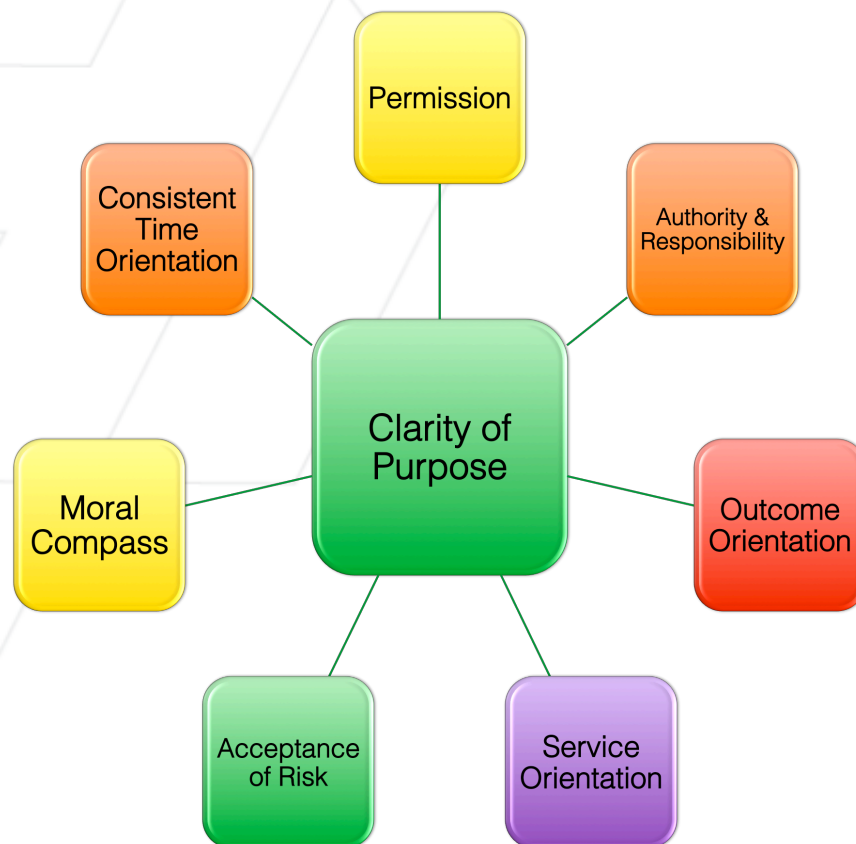 Permission
Consistent
Time
Orientation
Authority &
Responsibility
Clarity of
Purpose
Moral
Compass
Outcome
Orientation
Acceptance
of Risk
Service
Orientation